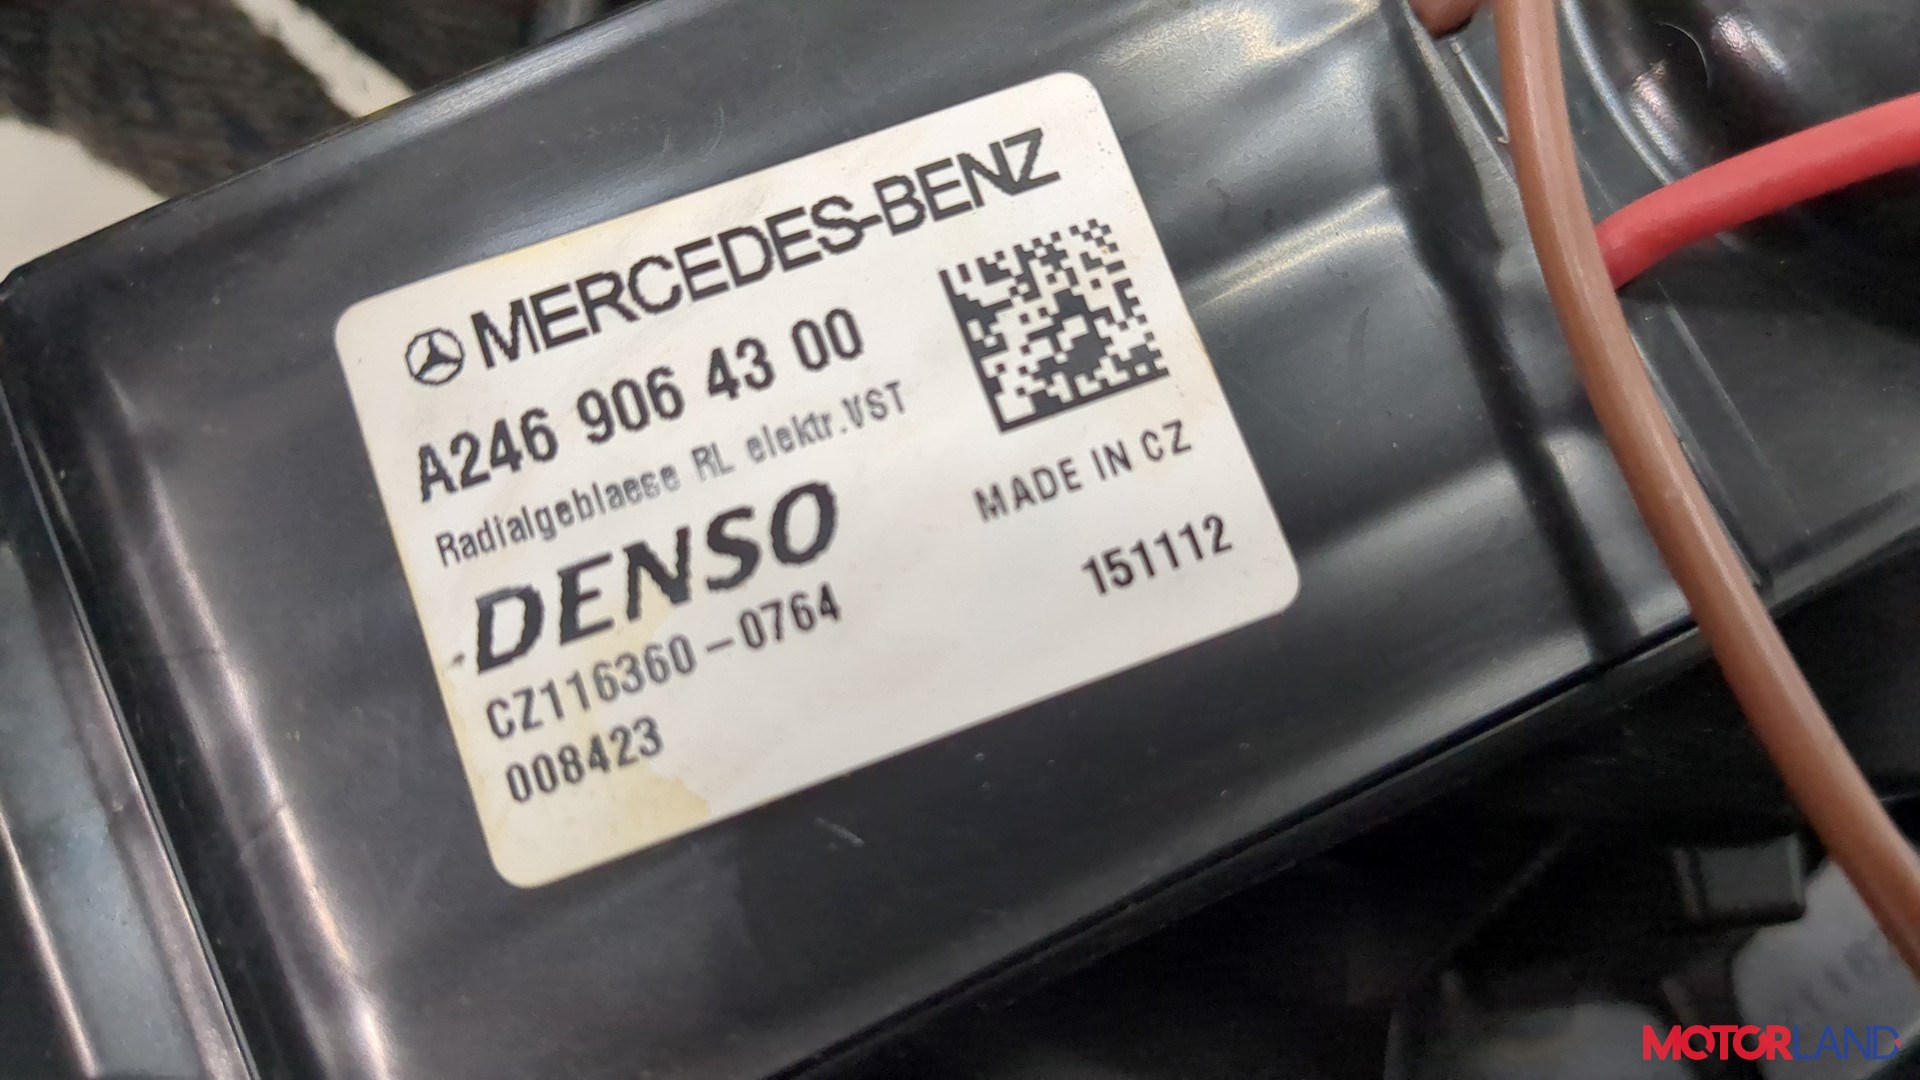 MERCEDES-BENZ
A246 906 43 00
Radialgeblaese RL elektr.VST
DENSO
MADE IN CZ
CZ116360-0764
151112
008423
MOTORLAND